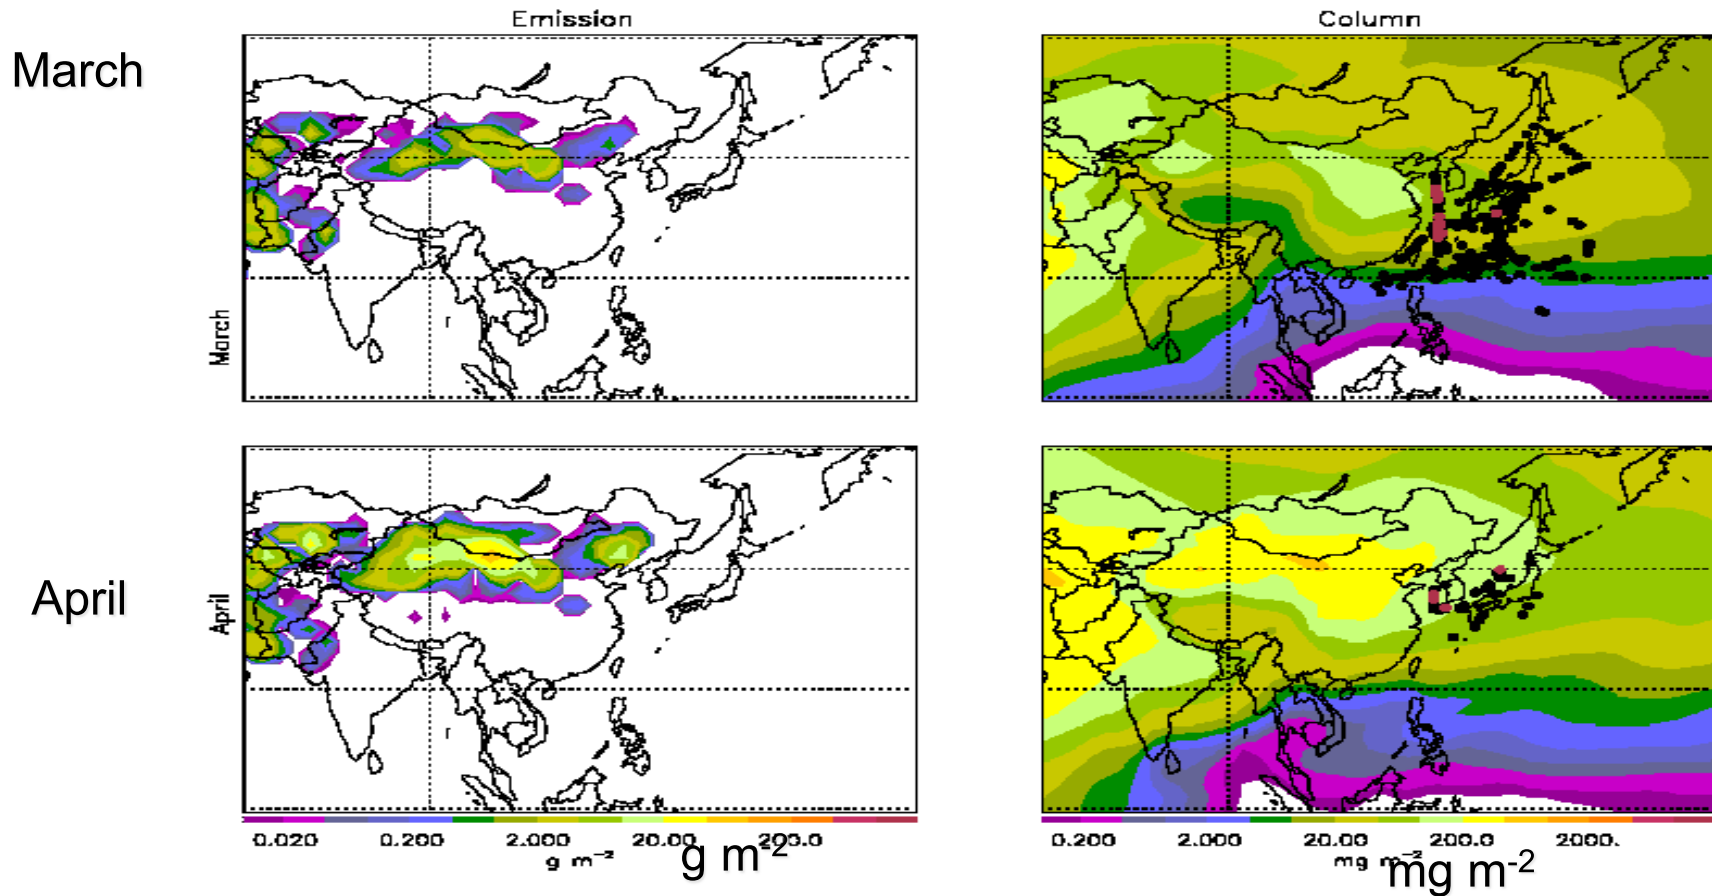 Emission Column
March
March
April
April
0.020 0.200 2.000 20.00 200.0
g m⁻² g m⁻²
0.200 2.000 20.00 200.0 2000.
mg m⁻² mg m⁻²